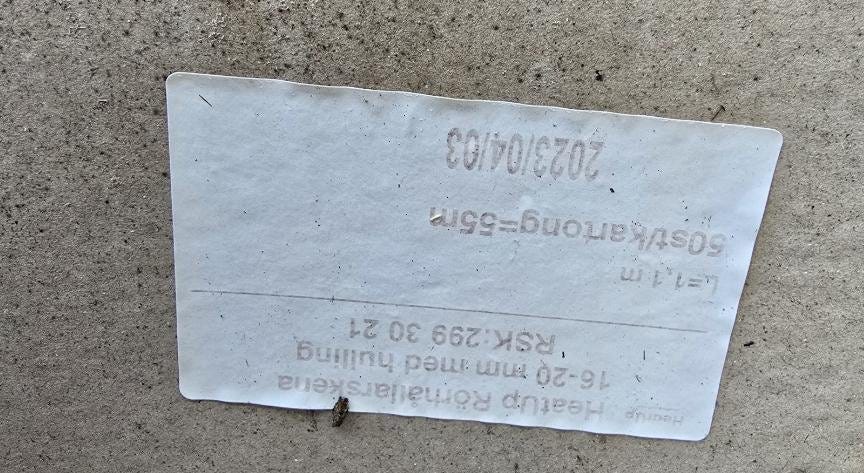 HeatUp
HeatUp Rörhållarskena
16-20 mm med hulling
RSK:299 30 21
L=1,1 m
50st/kartong=55m
2023/04/03